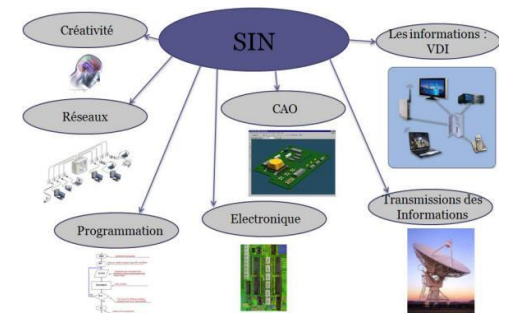 SIN
Créativité
Les informations :
VDI
Réseaux
CAO
Programmation
Electronique
Transmissions des
Informations